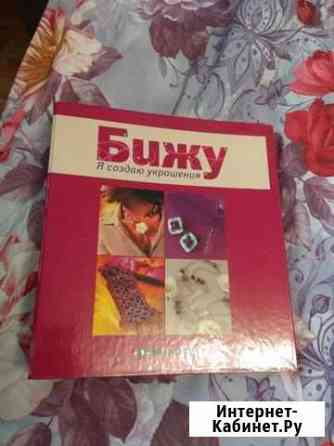 Бижу
Я создаю украшения
Интернет-
Кабинет.Ру